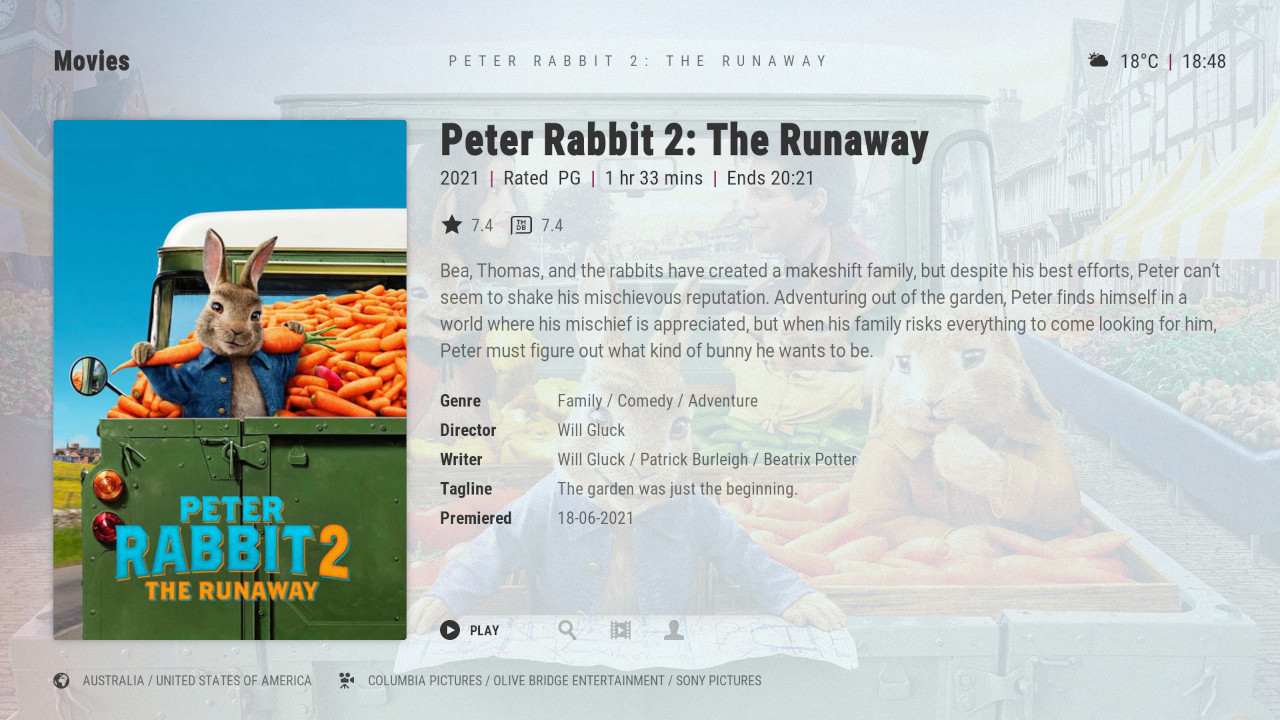 Movies
PETER RABBIT 2: THE RUNAWAY
18°C | 18:48
Peter Rabbit 2: The Runaway
2021 | Rated PG | 1 hr 33 mins | Ends 20:21
7.4 TMDB 7.4
Bea, Thomas, and the rabbits have created a makeshift family, but despite his best efforts, Peter can't
seem to shake his mischievous reputation. Adventuring out of the garden, Peter finds himself in a
world where his mischief is appreciated, but when his family risks everything to come looking for him,
Peter must figure out what kind of bunny he wants to be.
Genre Family / Comedy / Adventure
Director Will Gluck
Writer Will Gluck / Patrick Burleigh / Beatrix Potter
Tagline The garden was just the beginning.
Premiered 18-06-2021
PETER
RABBIT 2
THE RUNAWAY
PLAY
AUSTRALIA / UNITED STATES OF AMERICA COLUMBIA PICTURES / OLIVE BRIDGE ENTERTAINMENT / SONY PICTURES